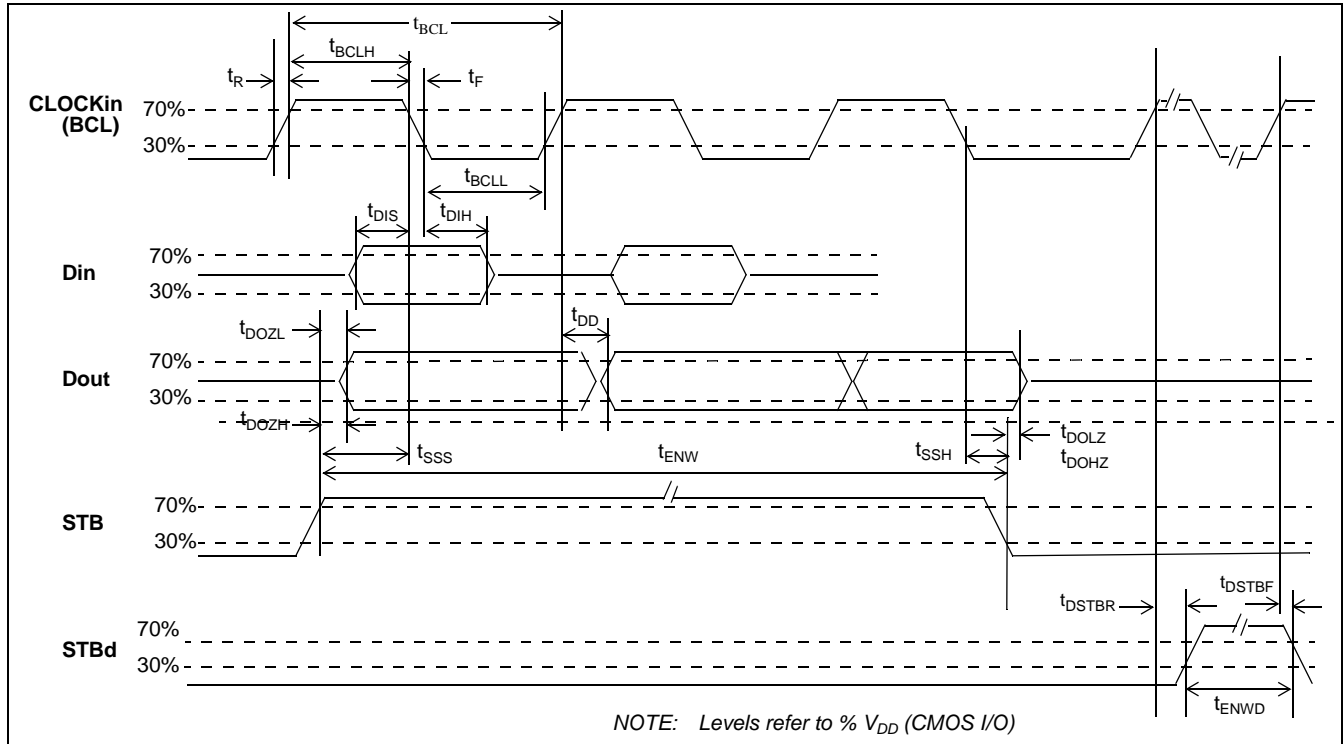 tBCL
tBCLH
tR
tF
CLOCKin
(BCL)
70%
30%
tBCLL
tDIS
tDIH
Din
70%
30%
tDOZL
tDD
Dout
70%
30%
tDOZH
tSSS
tENW
tSSH
tDOLZ
tDOHZ
STB
70%
30%
tDSTBR
tDSTBF
STBd
70%
30%
tENWD
NOTE: Levels refer to % VDD (CMOS I/O)